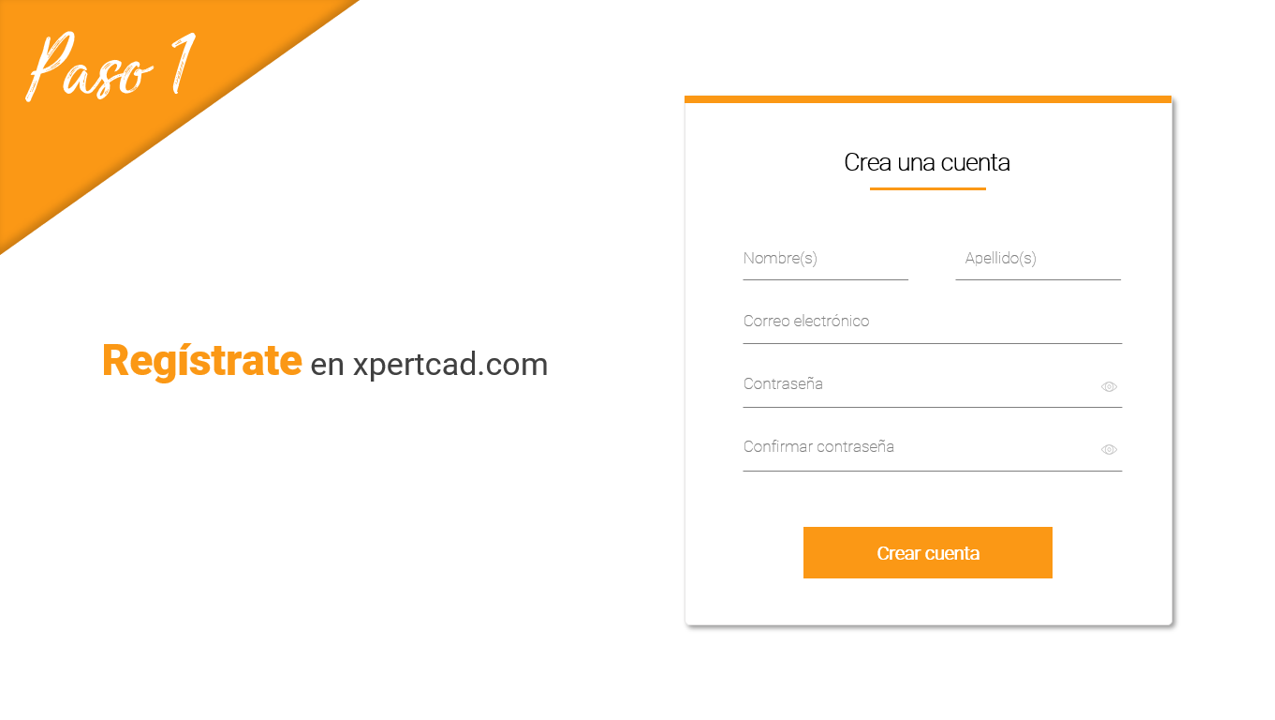 Paso 1
Regístrate en xpertcad.com
Crea una cuenta
Nombre(s) Apellido(s)
Correo electrónico
Contraseña
Confirmar contraseña
Crear cuenta